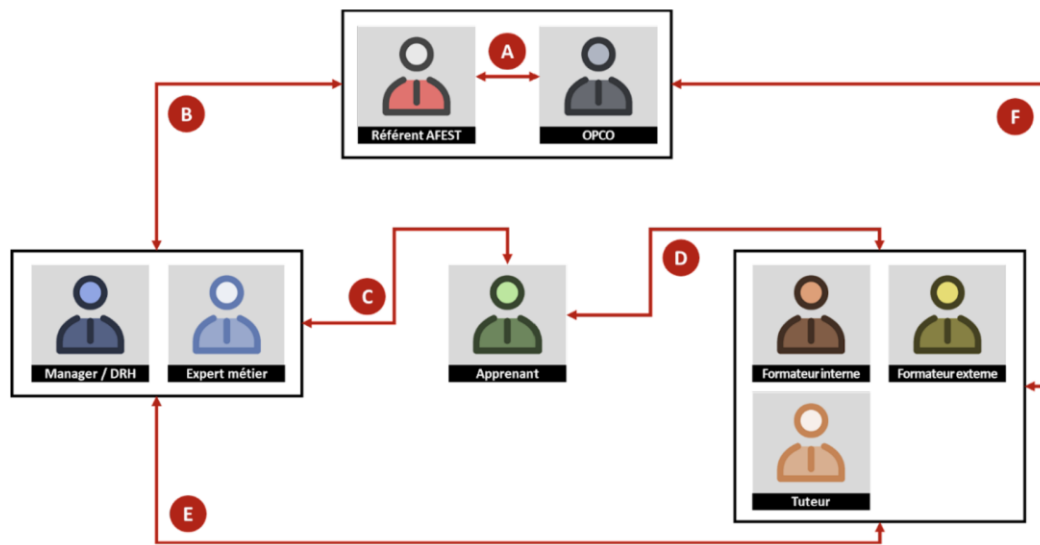 A
B
F
Référent AFEST
OPCO
C
D
Manager / DRH
Expert métier
Apprenant
Formateur interne
Formateur externe
Tuteur
E